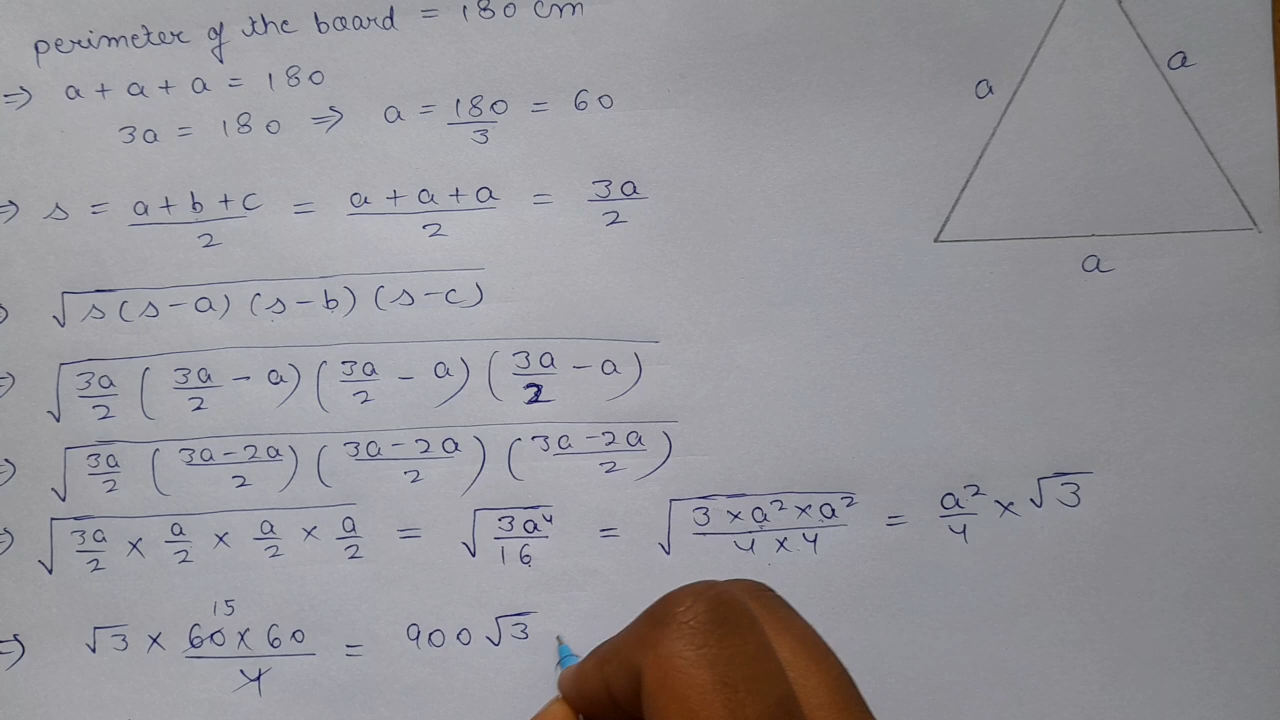 perimeter of the board = 180 cm
⇒ a + a + a = 180
3a = 180 ⇒ a = 180/3 = 60
⇒ s = (a+b+c)/2 = (a+a+a)/2 = 3a/2
⇒ √(s(s-a)(s-b)(s-c))
⇒ √(3a/2 (3a/2 - a)(3a/2 - a)(3a/2 - a))
⇒ √(3a/2 ((3a-2a)/2)((3a-2a)/2)((3a-2a)/2))
⇒ √(3a/2 × a/2 × a/2 × a/2) = √(3a⁴/16) = √((3×a²×a²)/(4×4)) = a²/4 × √3
15
⇒ √3 × (60×60)/4 = 900√3
a
a
a